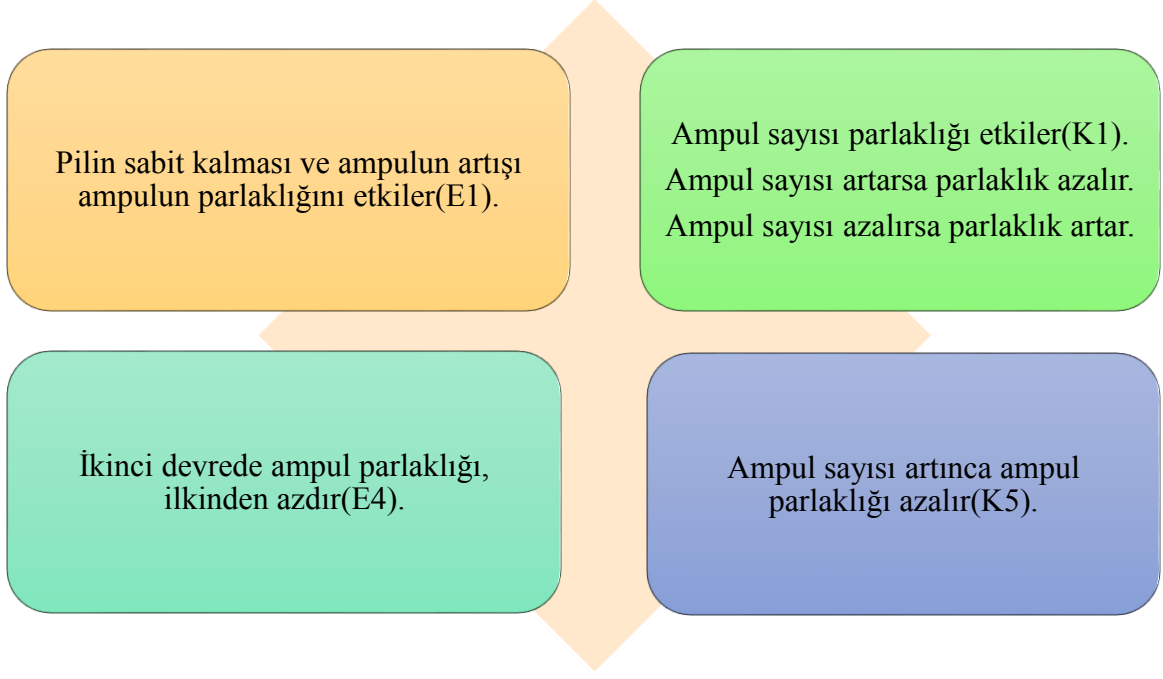 Pilin sabit kalması ve ampulun artışı
ampulun parlaklığını etkiler(E1).
Ampul sayısı parlaklığı etkiler(K1).
Ampul sayısı artarsa parlaklık azalır.
Ampul sayısı azalırsa parlaklık artar.
İkinci devrede ampul parlaklığı,
ilkinden azdır(E4).
Ampul sayısı artınca ampul
parlaklığı azalır(K5).